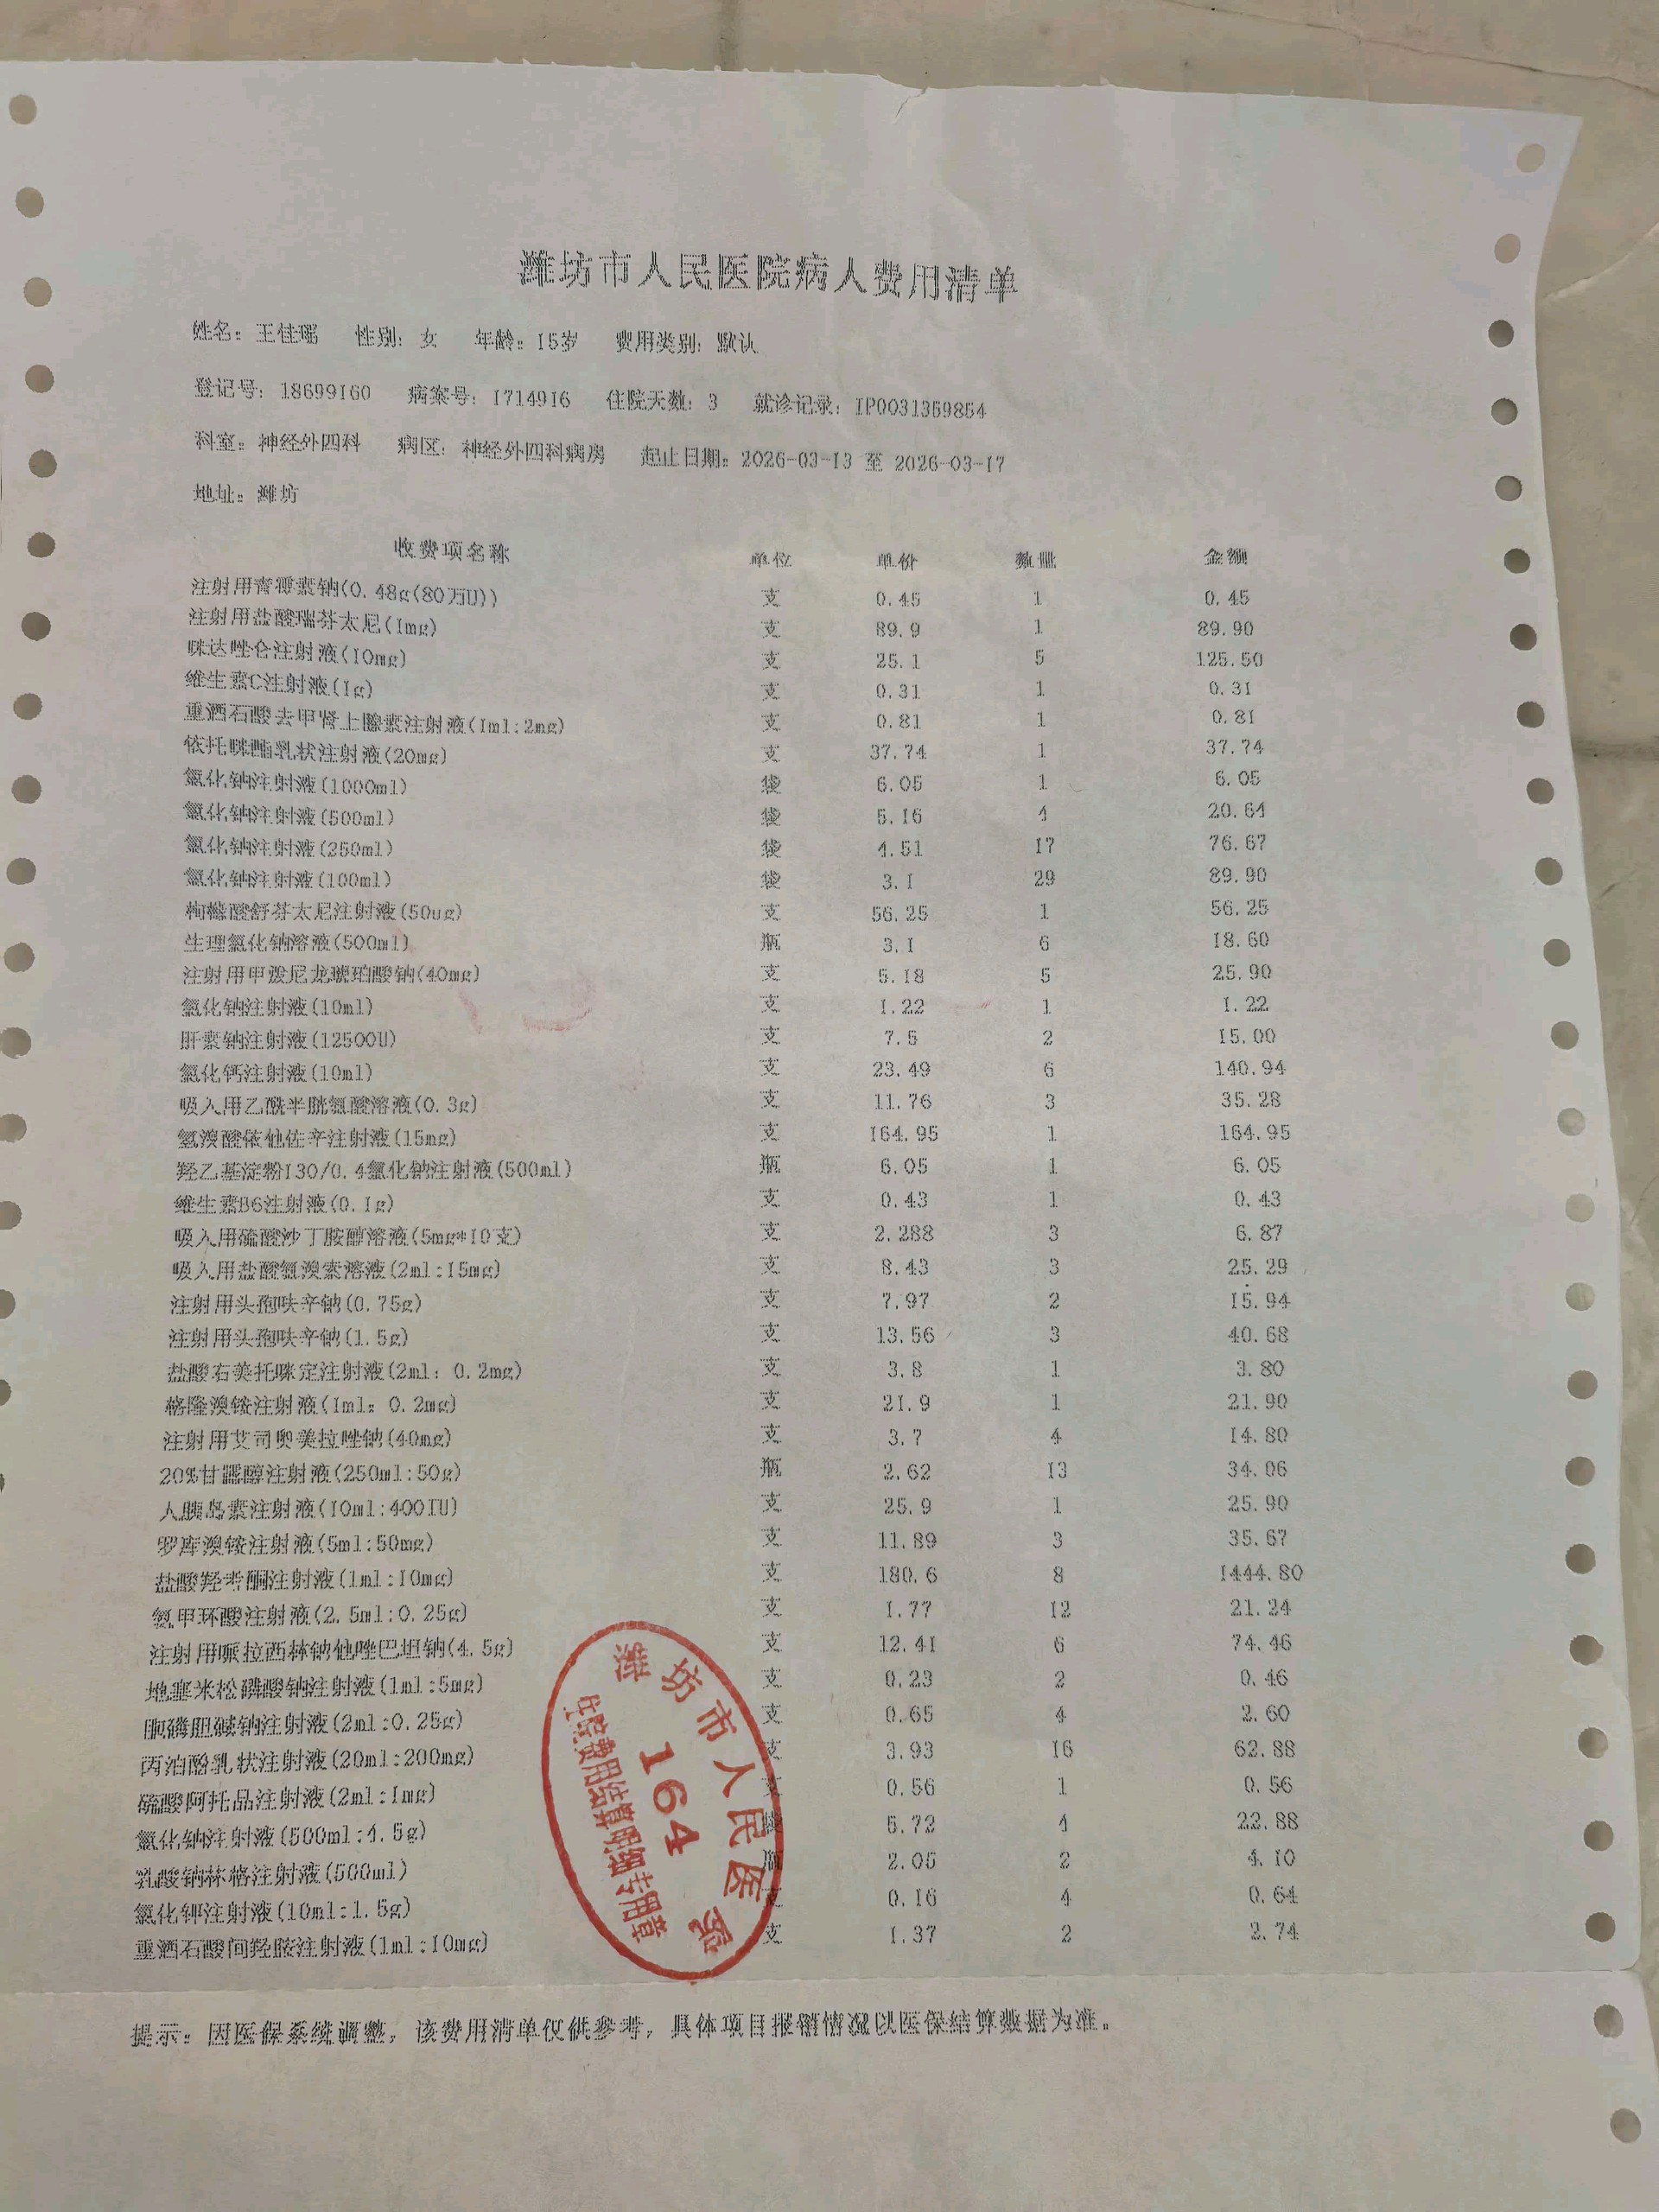 潍坊市人民医院病人费用清单
姓名：王佳瑶 性别：女 年龄：15岁 费用类别：默认
登记号：18699160 病案号：1714916 住院天数：3 就诊记录：IP0031359854
科室：神经外四科 病区：神经外四科病房 起止日期：2026-03-13 至 2026-03-17
地址：潍坊
收费项名称 单位 单价 数量 金额
注射用青霉素钠(0.48g(80万U)) 支 0.45 1 0.45
注射用盐酸瑞芬太尼(1mg) 支 89.9 1 89.90
咪达唑仑注射液(10mg) 支 25.1 5 125.50
维生素C注射液(1g) 支 0.31 1 0.31
重酒石酸去甲肾上腺素注射液(1ml:2mg) 支 0.81 1 0.81
依托咪酯乳状注射液(20mg) 支 37.74 1 37.74
氯化钠注射液(1000ml) 袋 6.05 1 6.05
氯化钠注射液(500ml) 袋 5.16 4 20.64
氯化钠注射液(250ml) 袋 4.51 17 76.67
氯化钠注射液(100ml) 袋 3.1 29 89.90
枸橼酸舒芬太尼注射液(50ug) 支 56.25 1 56.25
生理氯化钠溶液(500ml) 瓶 3.1 6 18.60
注射用甲泼尼龙琥珀酸钠(40mg) 支 5.18 5 25.90
氯化钠注射液(10ml) 支 1.22 1 1.22
肝素钠注射液(12500U) 支 7.5 2 15.00
氯化钙注射液(10ml) 支 23.49 6 140.94
吸入用乙酰半胱氨酸溶液(0.3g) 支 11.76 3 35.28
氢溴酸依他佐辛注射液(15mg) 支 164.95 1 164.95
羟乙基淀粉130/0.4氯化钠注射液(500ml) 瓶 6.05 1 6.05
维生素B6注射液(0.1g) 支 0.43 1 0.43
吸入用硫酸沙丁胺醇溶液(5mg*10支) 支 2.288 3 6.87
吸入用盐酸氨溴索溶液(2ml:15mg) 支 8.43 3 25.29
注射用头孢呋辛钠(0.75g) 支 7.97 2 15.94
注射用头孢呋辛钠(1.5g) 支 13.56 3 40.68
盐酸右美托咪定注射液(2ml：0.2mg) 支 3.8 1 3.80
格隆溴铵注射液(1ml：0.2mg) 支 21.9 1 21.90
注射用艾司奥美拉唑钠(40mg) 支 3.7 4 14.80
20%甘露醇注射液(250ml:50g) 瓶 2.62 13 34.06
人胰岛素注射液(10ml:400IU) 支 25.9 1 25.90
罗库溴铵注射液(5ml:50mg) 支 11.89 3 35.67
盐酸羟考酮注射液(1ml:10mg) 支 180.6 8 1444.80
氨甲环酸注射液(2.5ml:0.25g) 支 1.77 12 21.24
注射用哌拉西林钠他唑巴坦钠(4.5g) 支 12.41 6 74.46
地塞米松磷酸钠注射液(1ml:5mg) 支 0.23 2 0.46
胞磷胆碱钠注射液(2ml:0.25g) 支 0.65 4 2.60
丙泊酚乳状注射液(20ml:200mg) 支 3.93 16 62.88
硫酸阿托品注射液(2ml:1mg) 支 0.56 1 0.56
氯化钠注射液(500ml:4.5g) 袋 5.72 4 22.88
乳酸钠林格注射液(500ml) 瓶 2.05 2 4.10
氯化钾注射液(10ml:1.5g) 支 0.16 4 0.64
重酒石酸间羟胺注射液(1ml:10mg) 支 1.37 2 2.74
潍坊市人民医院
164
住院费用结算明细专用章
提示：因医保系统调整，该费用清单仅供参考，具体项目报销情况以医保结算数据为准。